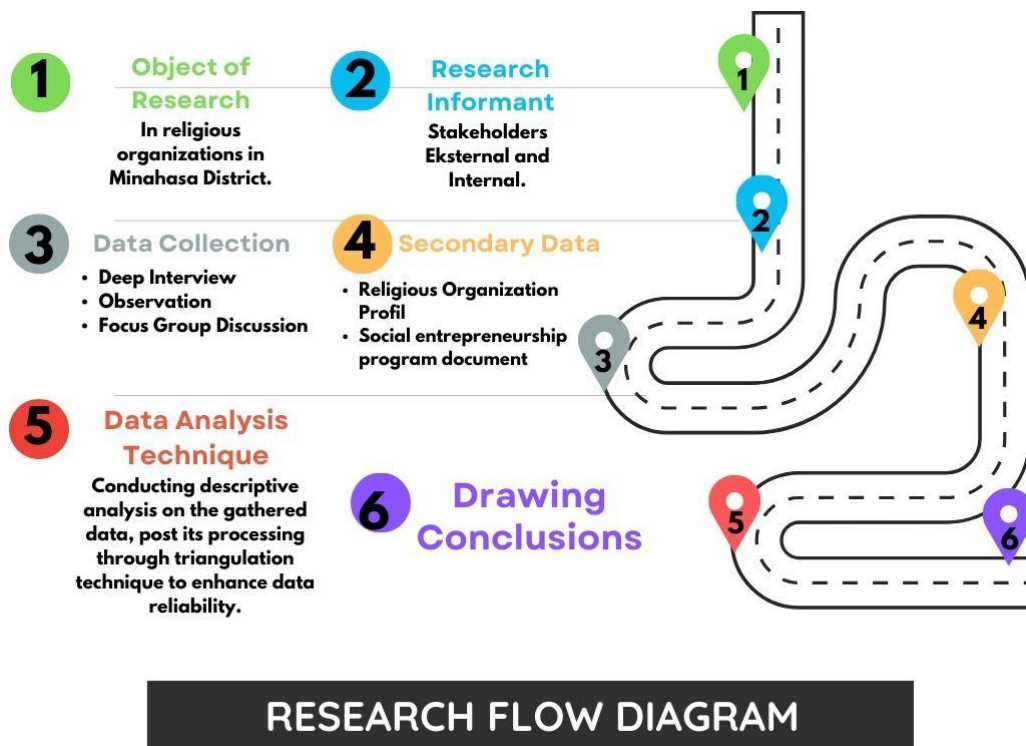 1
Object of
Research
In religious
organizations in
Minahasa District.
2
Research
Informant
Stakeholders
Eksternal and
Internal.
3
Data Collection
• Deep Interview
• Observation
• Focus Group Discussion
4
Secondary Data
• Religious Organization
Profil
• Social entrepreneurship
program document
5
Data Analysis
Technique
Conducting descriptive
analysis on the gathered
data, post its processing
through triangulation
technique to enhance data
reliability.
6
Drawing
Conclusions
1
2
3
4
5
6
RESEARCH FLOW DIAGRAM